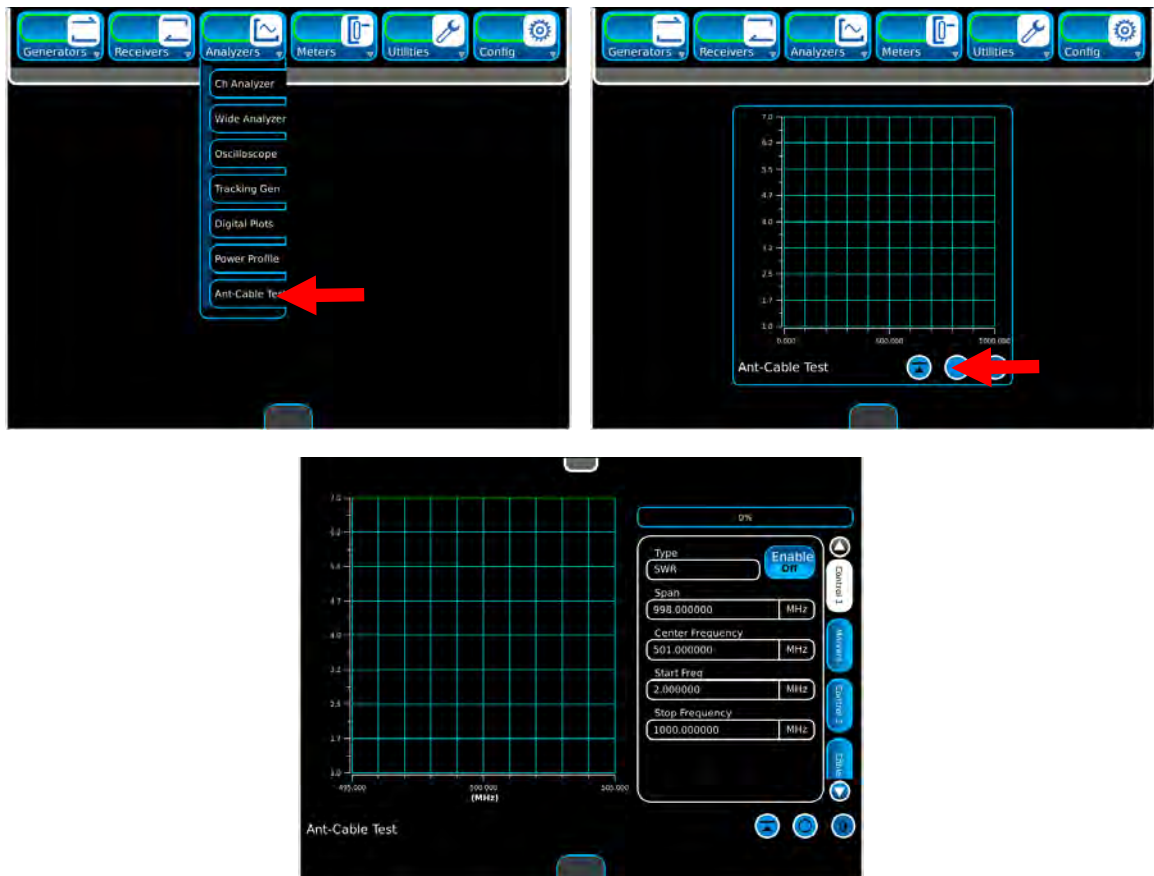 Generators Receivers Analyzers Meters Utilities Config
Ch Analyzer
Wide Analyzer
Oscilloscope
Tracking Gen
Digital Plots
Power Profile
Ant-Cable Test
Generators Receivers Analyzers Meters Utilities Config
7.0
6.2
5.5
4.7
4.0
3.2
2.5
1.7
1.0
0.000 500.000 1000.000
Ant-Cable Test
7.0
4.7
4.0
3.2
2.5
1.7
1.0
495.000 500.000 505.000
(MHz)
Ant-Cable Test
0%
Type
SWR
Enable
Off
Span
998.000000 MHz
Center Frequency
501.000000 MHz
Start Freq
2.000000 MHz
Stop Frequency
1000.000000 MHz
Control 1
Markers
Control 2